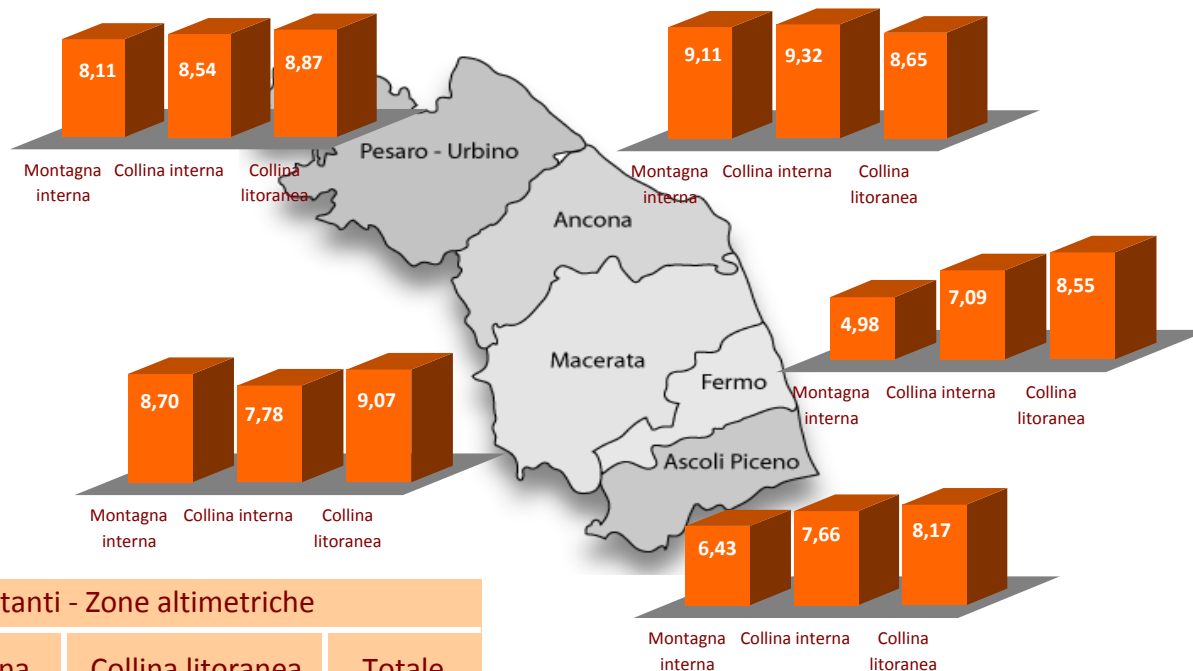 8,11 8,54 8,87
Montagna interna Collina interna Collina litoranea
9,11 9,32 8,65
Montagna interna Collina interna Collina litoranea
Pesaro - Urbino
Ancona
Macerata
Fermo
Ascoli Piceno
4,98 7,09 8,55
Montagna interna Collina interna Collina litoranea
8,70 7,78 9,07
Montagna interna Collina interna Collina litoranea
6,43 7,66 8,17
Montagna interna Collina interna Collina litoranea
tanti - Zone altimetriche
na Collina litoranea Totale